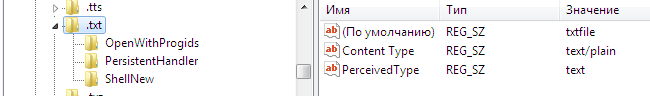 .tts
.txt
OpenWithProgids
PersistentHandler
ShellNew
Имя Тип Значение
(По умолчанию) REG_SZ txtfile
Content Type REG_SZ text/plain
PerceivedType REG_SZ text